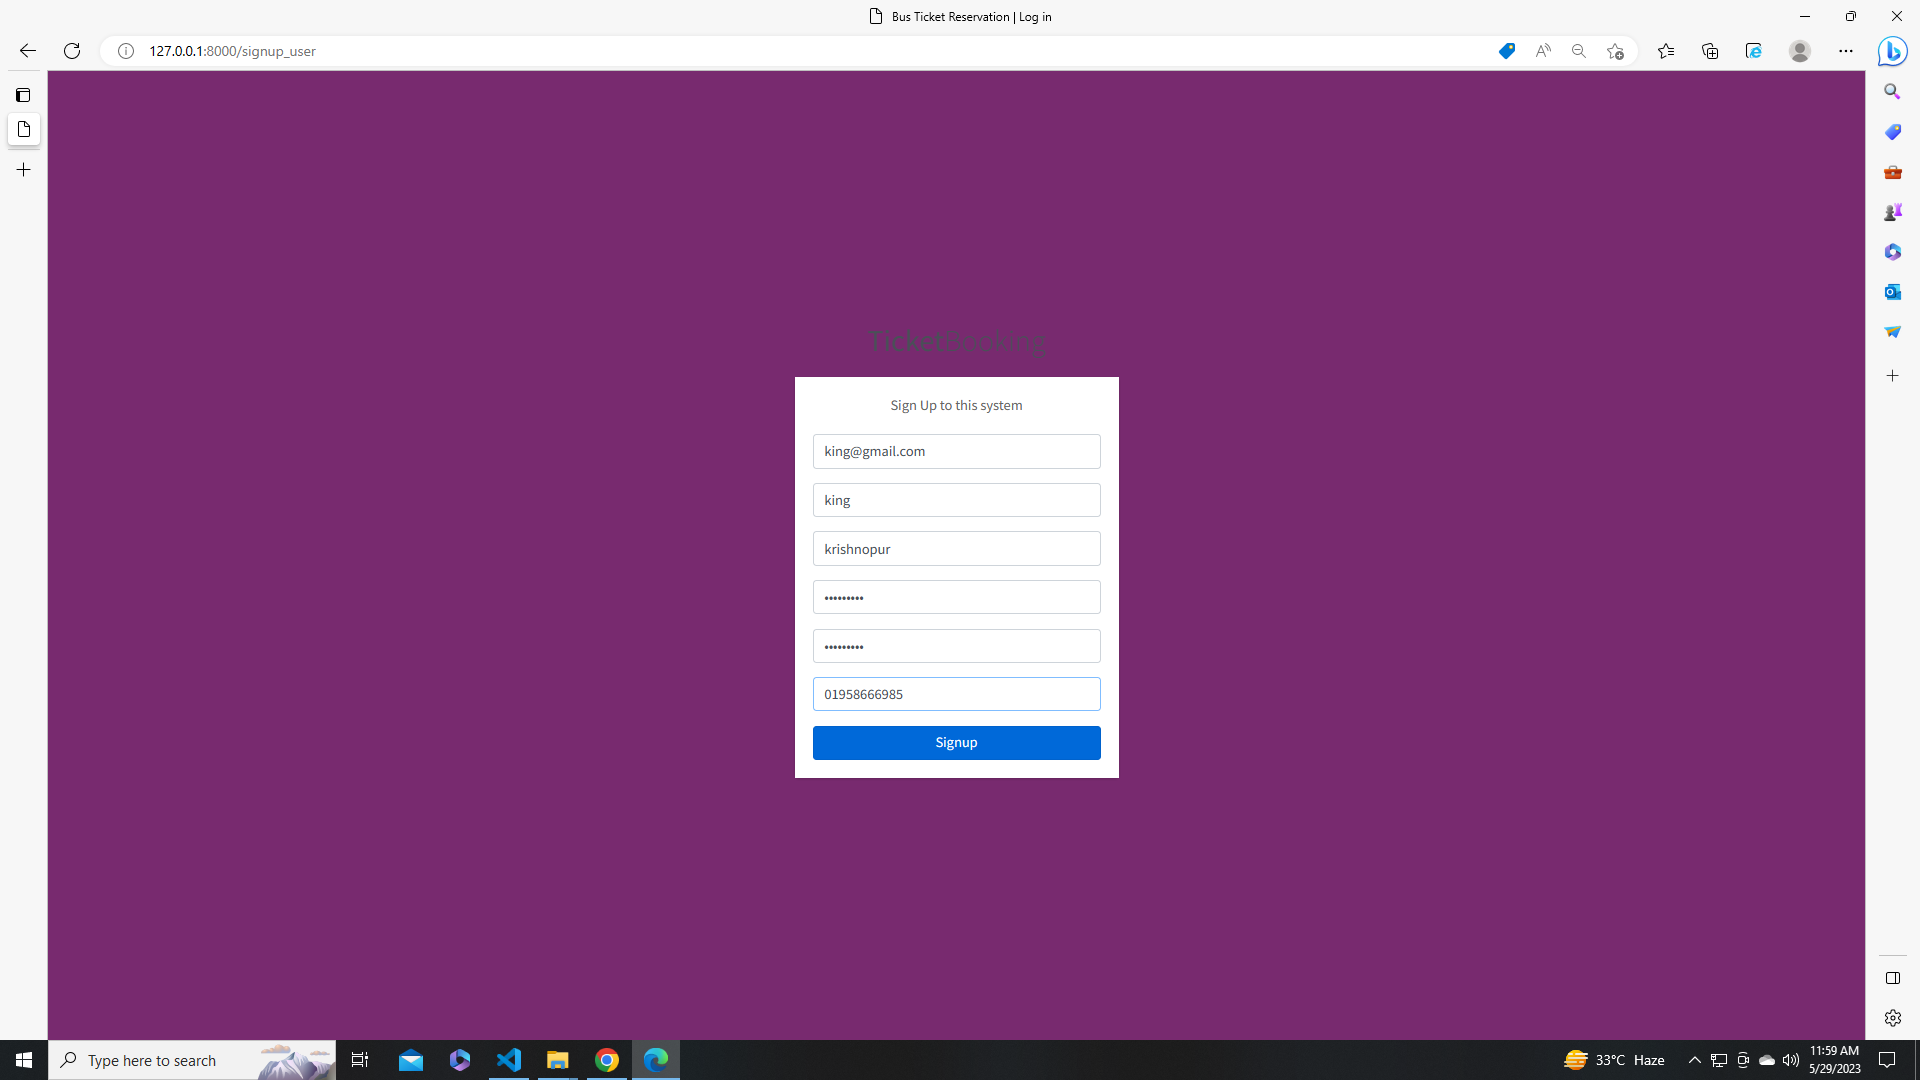 Bus Ticket Reservation | Log in
127.0.0.1:8000/signup_user
TicketBooking
Sign Up to this system
king@gmail.com
king
krishnopur
•••••••••
•••••••••
01958666985
Signup
Type here to search
33°C Haze
11:59 AM
5/29/2023